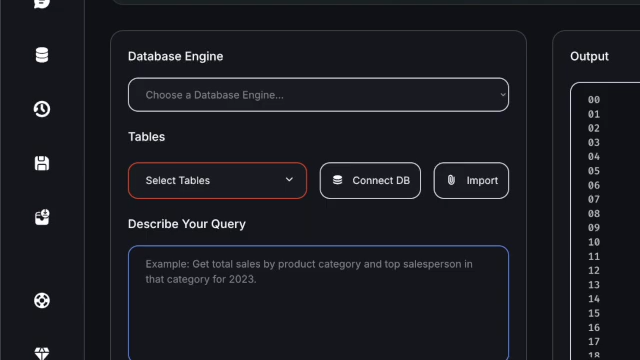 Database Engine
Choose a Database Engine...
Tables
Select Tables
Connect DB
Import
Describe Your Query
Example: Get total sales by product category and top salesperson in
that category for 2023.
Output
00
01
02
03
04
05
06
07
08
09
10
11
12
13
14
15
16
17
18